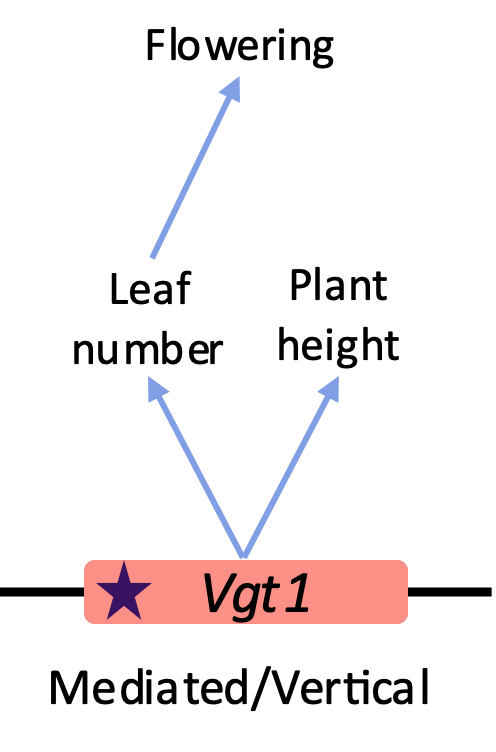 Flowering
Leaf
number
Plant
height
Vgt1
Mediated/Vertical